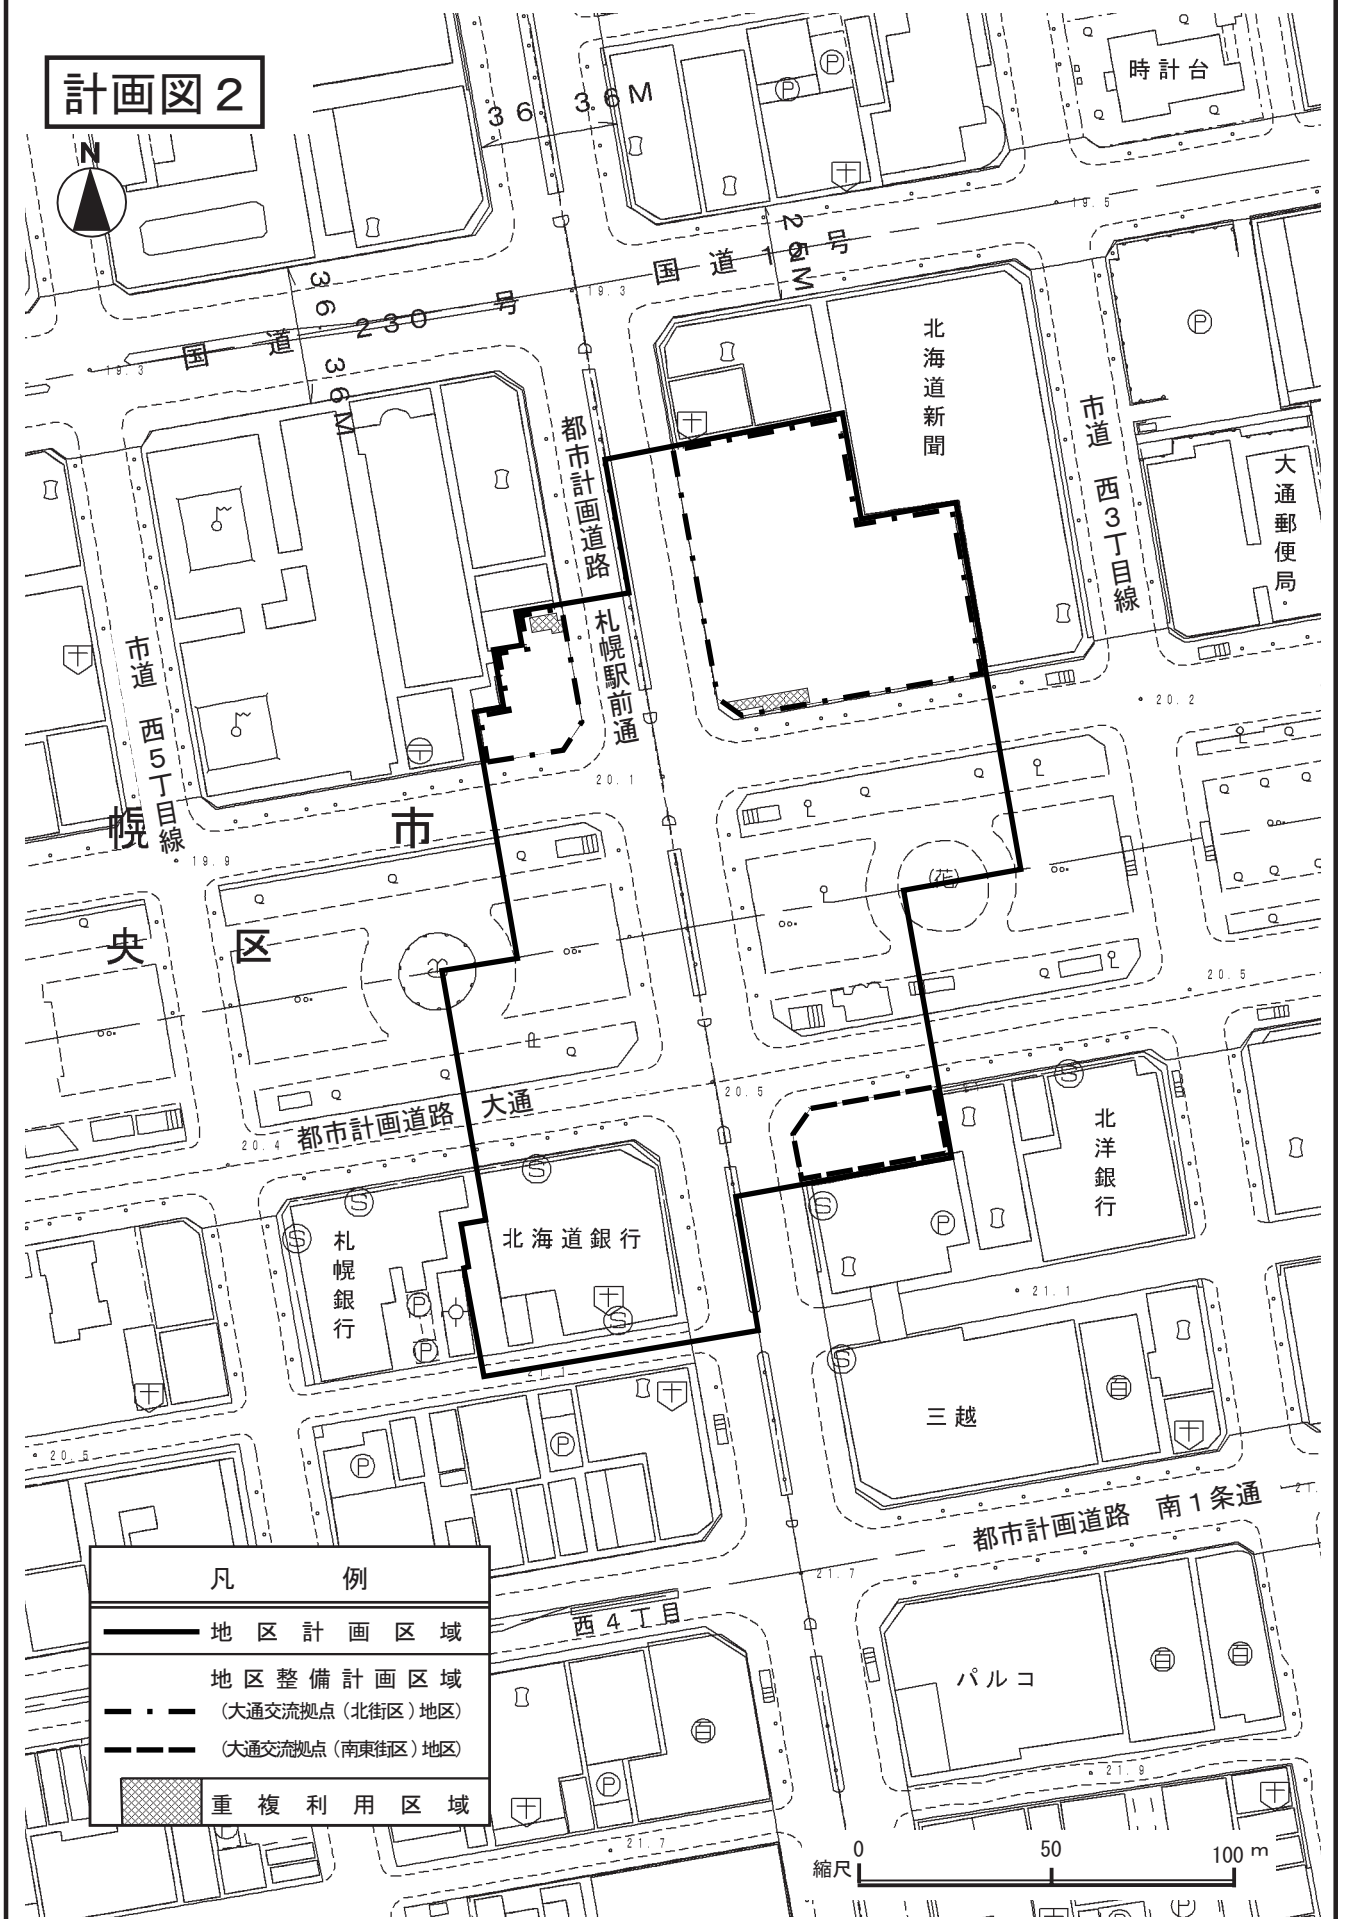 計画図２
N
時計台
36
36M
19.5
25M
国道12号
36.
36M
国道230号
19.3
19.3
北海道新聞
都市計画道路 札幌駅前通
市道 西3丁目線
大通郵便局
市道 西5丁目線
20.2
20.1
幌 市
19.9
花
央 区
20.5
20.5
都市計画道路 大通
20.4
北洋銀行
札幌銀行
北海道銀行
21.1
21.1
三越
20.5
都市計画道路 南1条通
21.
21.7
西4丁目
パルコ
21.9
21.7
凡例
地区計画区域
地区整備計画区域
（大通交流拠点（北街区）地区）
（大通交流拠点（南東街区）地区）
重複利用区域
縮尺 0 50 100 m